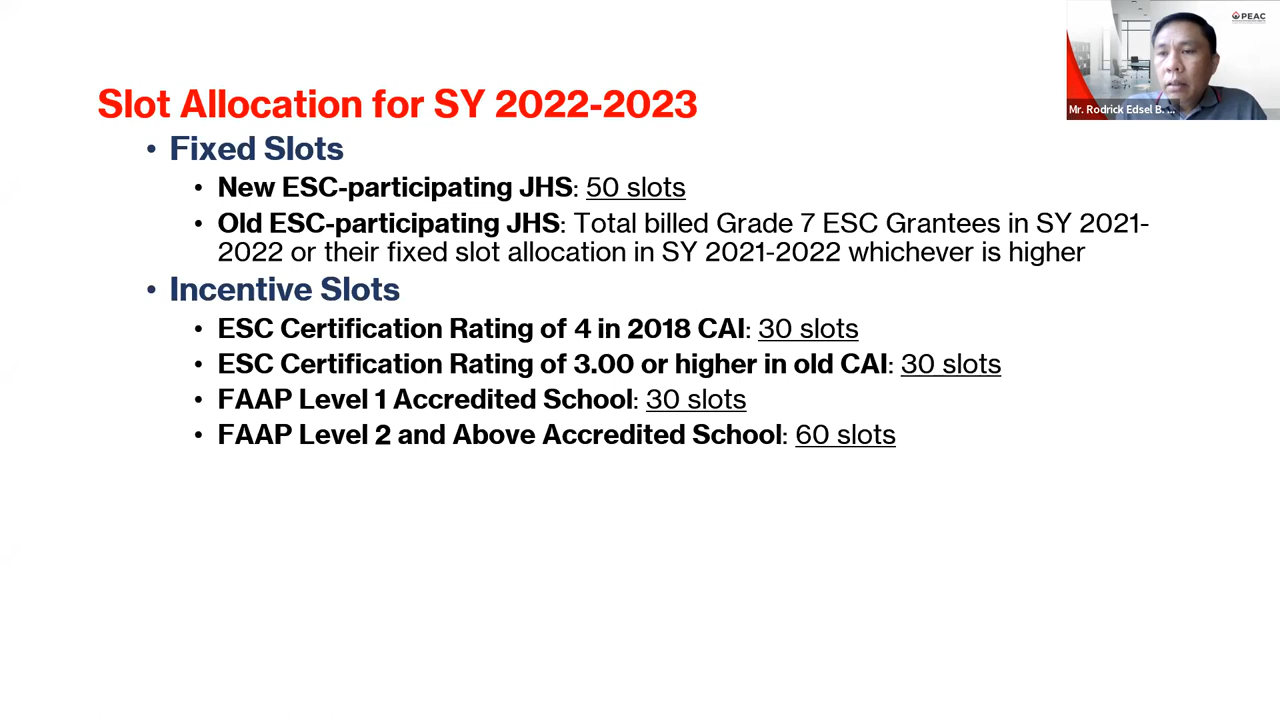 PEAC
Mr. Rodrick Edsel B. ...
Slot Allocation for SY 2022-2023
• Fixed Slots
• New ESC-participating JHS: 50 slots
• Old ESC-participating JHS: Total billed Grade 7 ESC Grantees in SY 2021-
2022 or their fixed slot allocation in SY 2021-2022 whichever is higher
• Incentive Slots
• ESC Certification Rating of 4 in 2018 CAI: 30 slots
• ESC Certification Rating of 3.00 or higher in old CAI: 30 slots
• FAAP Level 1 Accredited School: 30 slots
• FAAP Level 2 and Above Accredited School: 60 slots